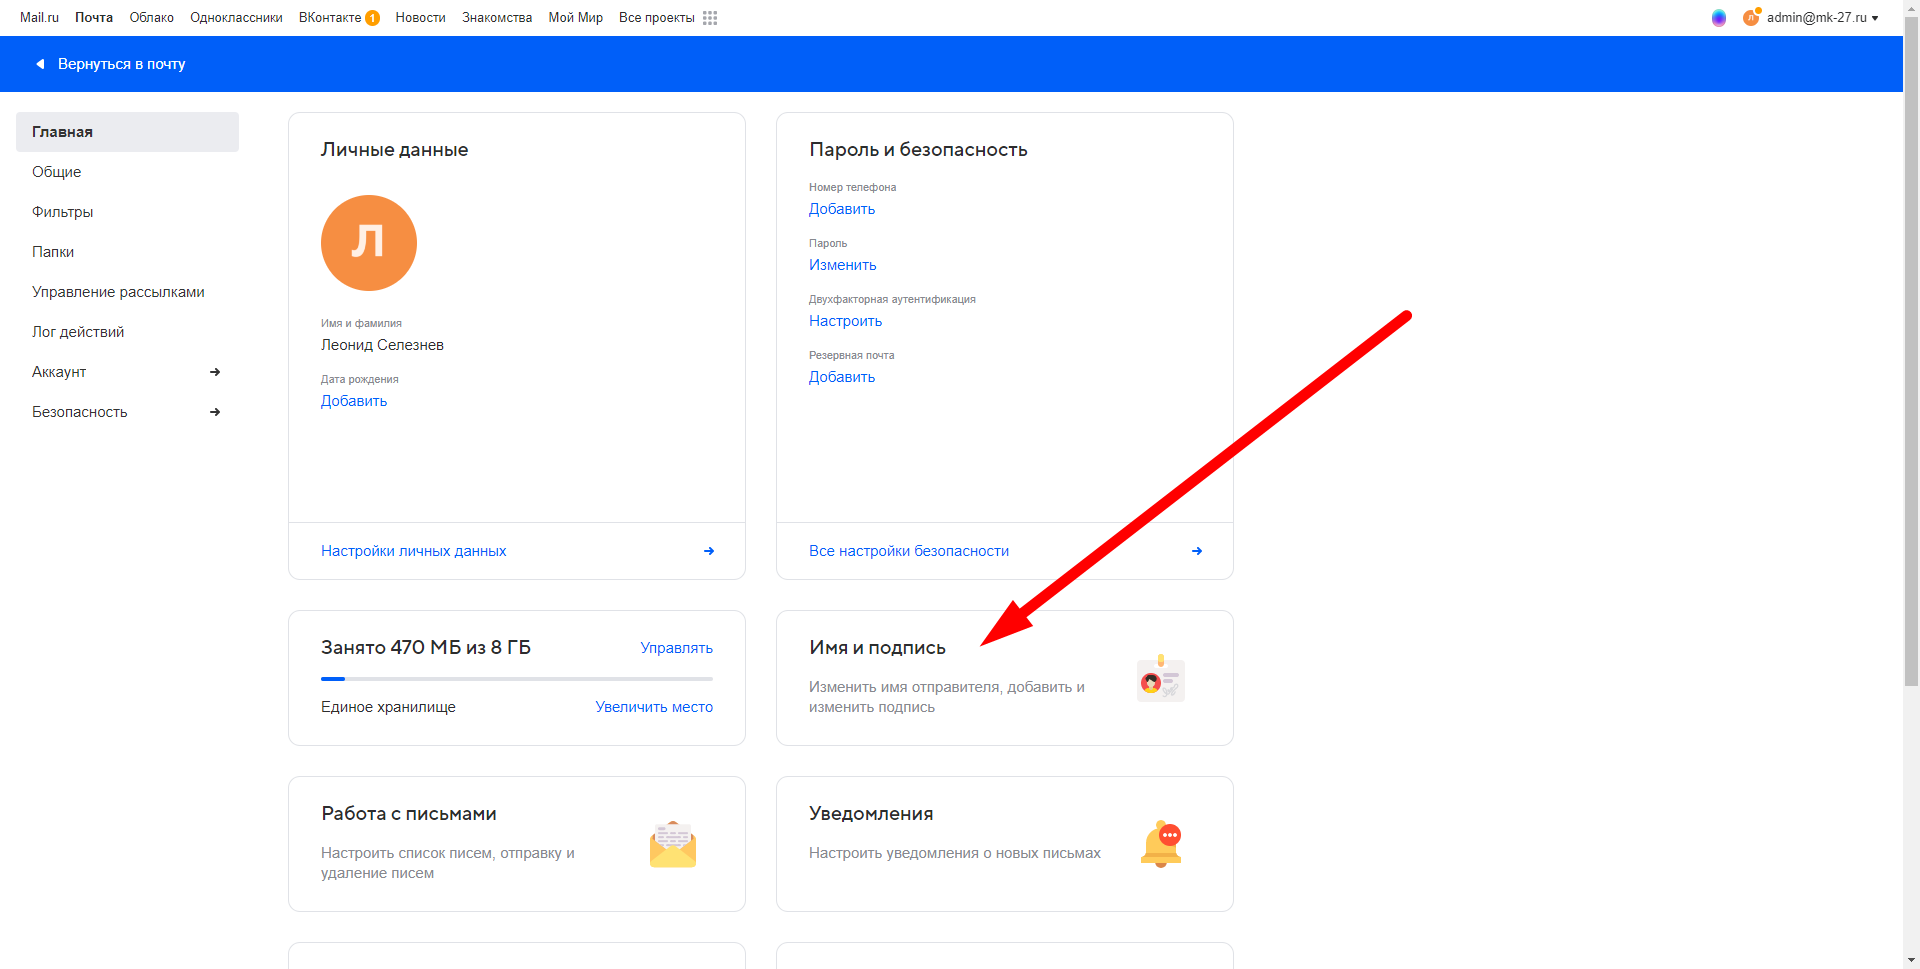 Mail.ru Почта Облако Одноклассники ВКонтакте 1 Новости Знакомства Мой Мир Все проекты
Л admin@mk-27.ru
Вернуться в почту
Главная
Общие
Фильтры
Папки
Управление рассылками
Лог действий
Аккаунт
Безопасность
Личные данные
Л
Имя и фамилия
Леонид Селезнев
Дата рождения
Добавить
Настройки личных данных
Пароль и безопасность
Номер телефона
Добавить
Пароль
Изменить
Двухфакторная аутентификация
Настроить
Резервная почта
Добавить
Все настройки безопасности
Занято 470 МБ из 8 ГБ
Управлять
Единое хранилище
Увеличить место
Имя и подпись
Изменить имя отправителя, добавить и
изменить подпись
Работа с письмами
Настроить список писем, отправку и
удаление писем
Уведомления
Настроить уведомления о новых письмах